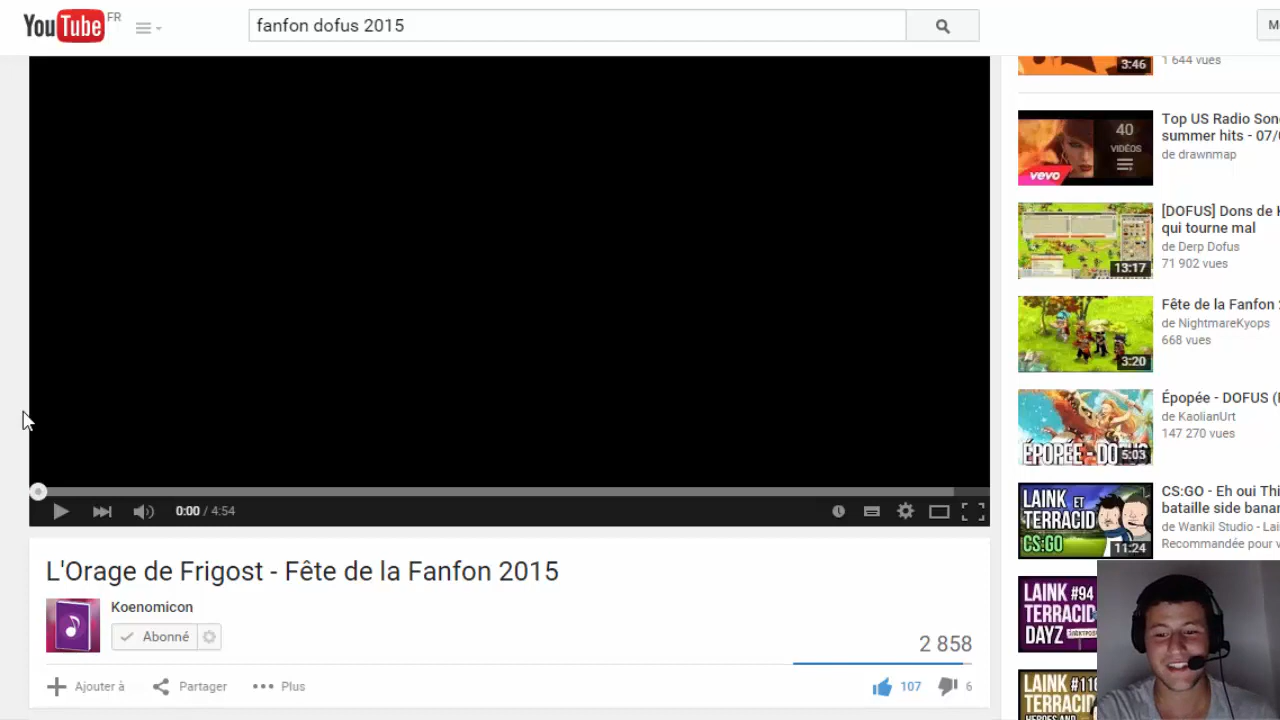 YouTube FR
fanfon dofus 2015
3:46
1 644 vues
40
VIDÉOS
vevo
Top US Radio Son
summer hits - 07/
de drawnmap
13:17
[DOFUS] Dons de
qui tourne mal
de Derp Dofus
71 902 vues
3:20
Fête de la Fanfon
de NightmareKyops
668 vues
ÉPOPÉE - DO
5:03
Épopée - DOFUS (
de KaolianUrt
147 270 vues
LAINK ET
TERRACID
CS:GO
11:24
CS:GO - Eh oui Thi
bataille side banan
de Wankil Studio - Lai
Recommandée pour v
LAINK #94
TERRACID
DAYZ
LAINK #110
TERRACID
HEROES AND
0:00 / 4:54
L'Orage de Frigost - Fête de la Fanfon 2015
Koenomicon
Abonné
2 858
Ajouter à
Partager
Plus
107
6